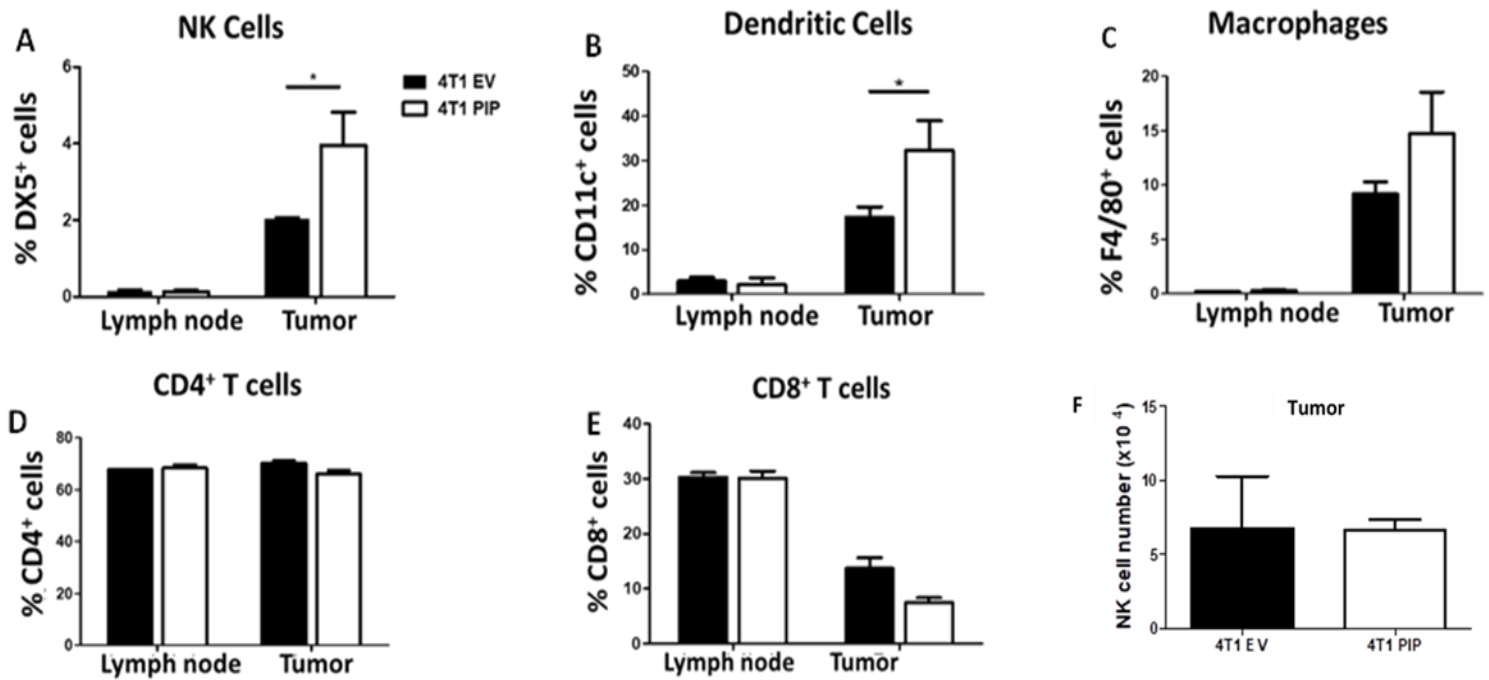 A
NK Cells
% DX5⁺ cells
6
4
2
0
*
4T1 EV
4T1 PIP
Lymph node
Tumor
B
Dendritic Cells
% CD11c⁺ cells
50
40
30
20
10
0
*
Lymph node
Tumor
C
Macrophages
% F4/80⁺ cells
20
15
10
5
0
Lymph node
Tumor
D
CD4⁺ T cells
% CD4⁺ cells
80
60
40
20
0
Lymph node
Tumor
E
CD8⁺ T cells
% CD8⁺ cells
40
30
20
10
0
Lymph node
Tumor
F
Tumor
NK cell number (x10⁻⁴)
15
10
5
0
4T1 EV
4T1 PIP